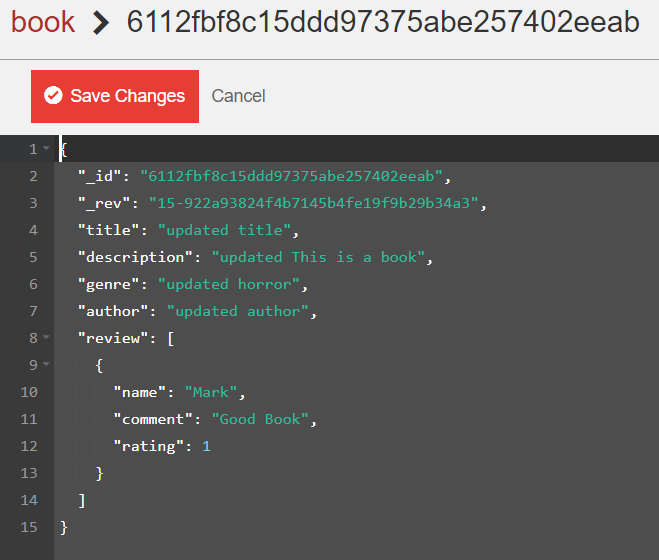 book > 6112fbf8c15ddd97375abe257402eeab
Save Changes Cancel
1 {
2 "_id": "6112fbf8c15ddd97375abe257402eeab",
3 "_rev": "15-922a93824f4b7145b4fe19f9b29b34a3",
4 "title": "updated title",
5 "description": "updated This is a book",
6 "genre": "updated horror",
7 "author": "updated author",
8 "review": [
9 {
10 "name": "Mark",
11 "comment": "Good Book",
12 "rating": 1
13 }
14 ]
15 }